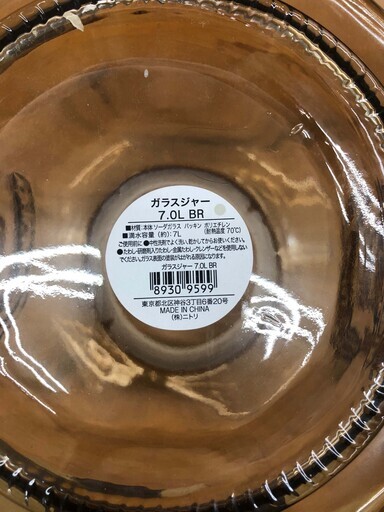 ガラスジャー
7.0L BR
■材質:本体 ソーダガラス パッキン ポリエチレン
■満水容量(約):7L (耐熱温度 70℃)
ご使用前に●中性洗剤でよく洗い、乾かしてからお使いください。
●たわし・研磨剤入りたわし・金属たわし・クレンザーなどを使用しない
でください。ガラス表面の塗装がはがれる原因になります。
ガラスジャー 7.0L BR
8930 9599
東京都北区神谷3丁目6番20号
MADE IN CHINA
(株)ニトリ